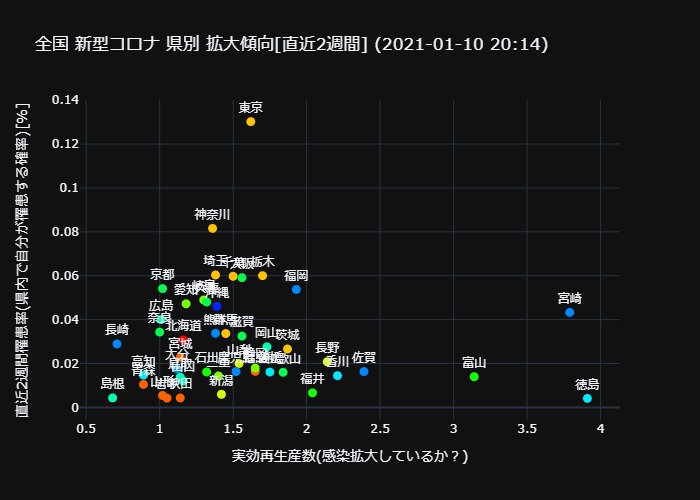 全国 新型コロナ 県別 拡大傾向[直近2週間] (2021-01-10 20:14)
直近2週間罹患率(県内で自分が罹患する確率)[%]
0.14
0.12
0.1
0.08
0.06
0.04
0.02
0
東京
神奈川
埼玉
千葉
大阪
栃木
京都
福岡
愛知
沖縄
宮崎
広島
奈良
北海道
熊本
群馬
滋賀
長崎
宮城
岡山
茨城
大分
長野
高知
石川
香川
佐賀
富山
島根
秋田
新潟
福井
徳島
0.5
1
1.5
2
2.5
3
3.5
4
実効再生産数(感染拡大しているか？)